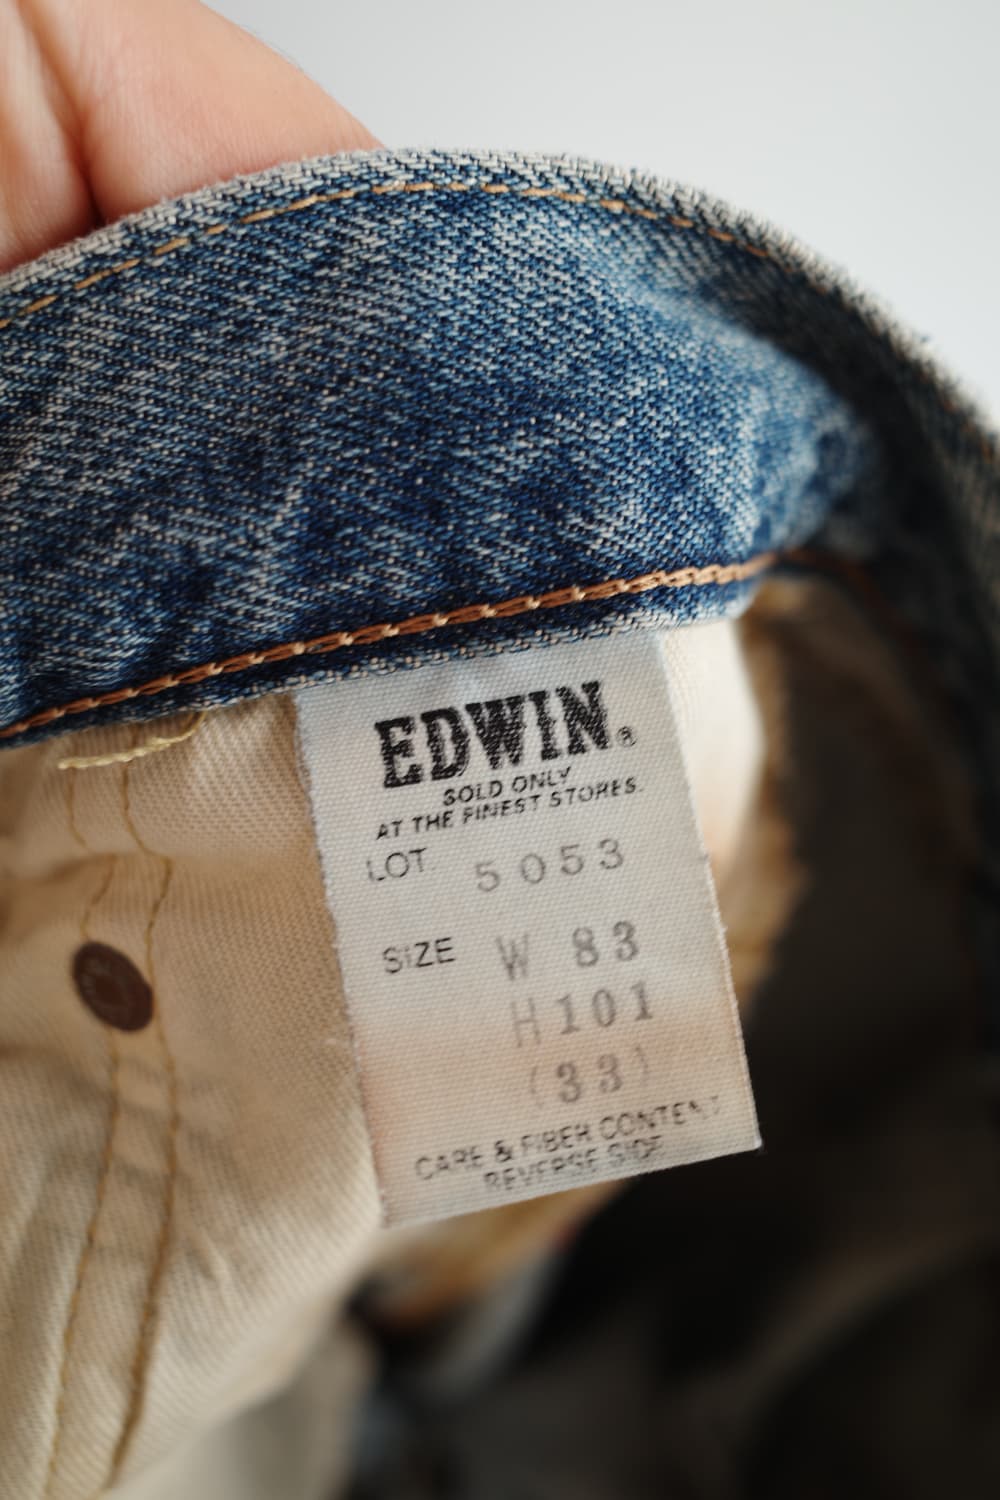 EDWIN®
SOLD ONLY
AT THE FINEST STORES.
LOT 5053
SIZE W 83
H101
(33)
CARE & FIBER CONTENT
REVERSE SIDE